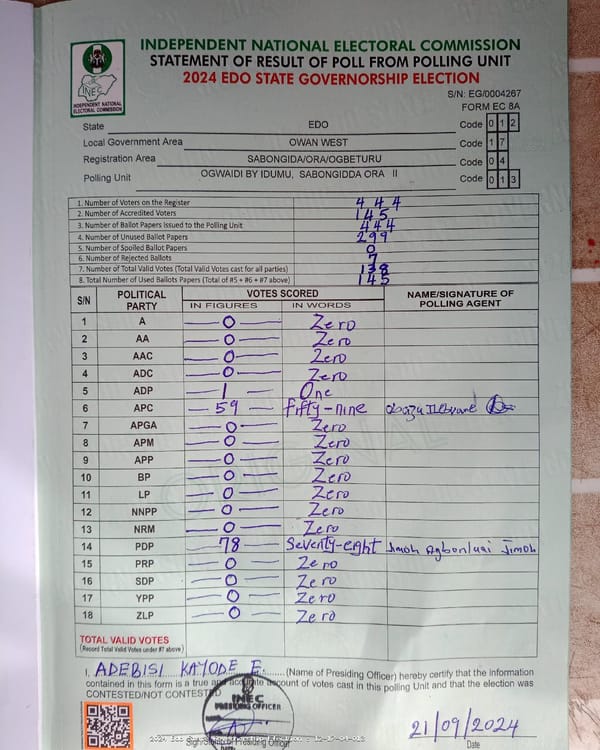 INDEPENDENT NATIONAL ELECTORAL COMMISSION
STATEMENT OF RESULT OF POLL FROM POLLING UNIT
2024 EDO STATE GOVERNORSHIP ELECTION
INEC
INDEPENDENT NATIONAL
ELECTORAL COMMISSION
S/N: EG/0004267
FORM EC 8A
State EDO Code 0 1 2
Local Government Area OWAN WEST Code 1 7
Registration Area SABONGIDA/ORA/OGBETURU Code 0 4
Polling Unit OGWAIDI BY IDUMU, SABONGIDDA ORA II Code 0 1 3
1. Number of Voters on the Register 444
2. Number of Accredited Voters 145
3. Number of Ballot Papers Issued to the Polling Unit 444
4. Number of Unused Ballot Papers 299
5. Number of Spoiled Ballot Papers 0
6. Number of Rejected Ballots 7
7. Number of Total Valid Votes (Total Valid Votes cast for all parties) 138
8. Total Number of Used Ballots Papers (Total of #5 + #6 + #7 above) 145
S/N POLITICAL PARTY VOTES SCORED NAME/SIGNATURE OF POLLING AGENT
IN FIGURES IN WORDS
1 A 0 Zero
2 AA 0 Zero
3 AAC 0 Zero
4 ADC 0 Zero
5 ADP 1 One
6 APC 59 Fifty-nine
7 APGA 0 Zero
8 APM 0 Zero
9 APP 0 Zero
10 BP 0 Zero
11 LP 0 Zero
12 NNPP 0 Zero
13 NRM 0 Zero
14 PDP 78 Seventy-eight Jimoh Jimoh
15 PRP 0 Zero
16 SDP 0 Zero
17 YPP 0 Zero
18 ZLP 0 Zero
TOTAL VALID VOTES
(Record Total Valid Votes under #7 above)
I, ADEBISI KAYODE E. (Name of Presiding Officer) hereby certify that the information
contained in this form is a true and accurate account of votes cast in this polling Unit and that the election was
CONTESTED/NOT CONTESTED
INEC
PRESIDING OFFICER
Sign/Stamp of Presiding Officer
21/09/2024
Date